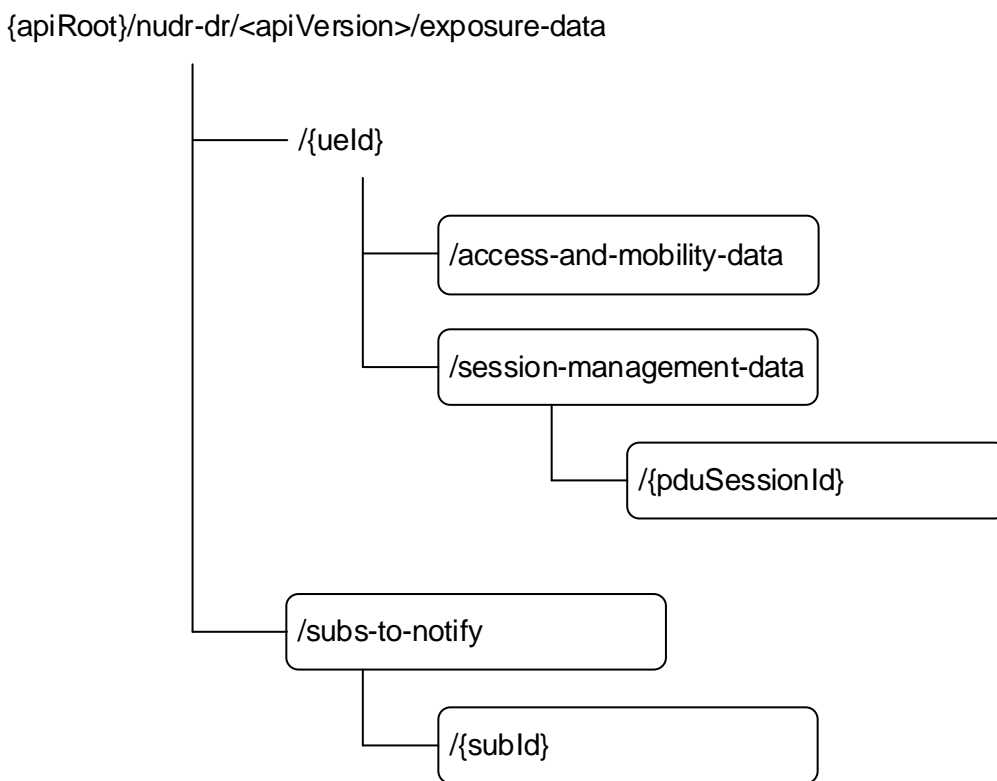 {apiRoot}/nudr-dr/<apiVersion>/exposure-data
/{ueId}
/access-and-mobility-data
/session-management-data
/{pduSessionId}
/subs-to-notify
/{subId}